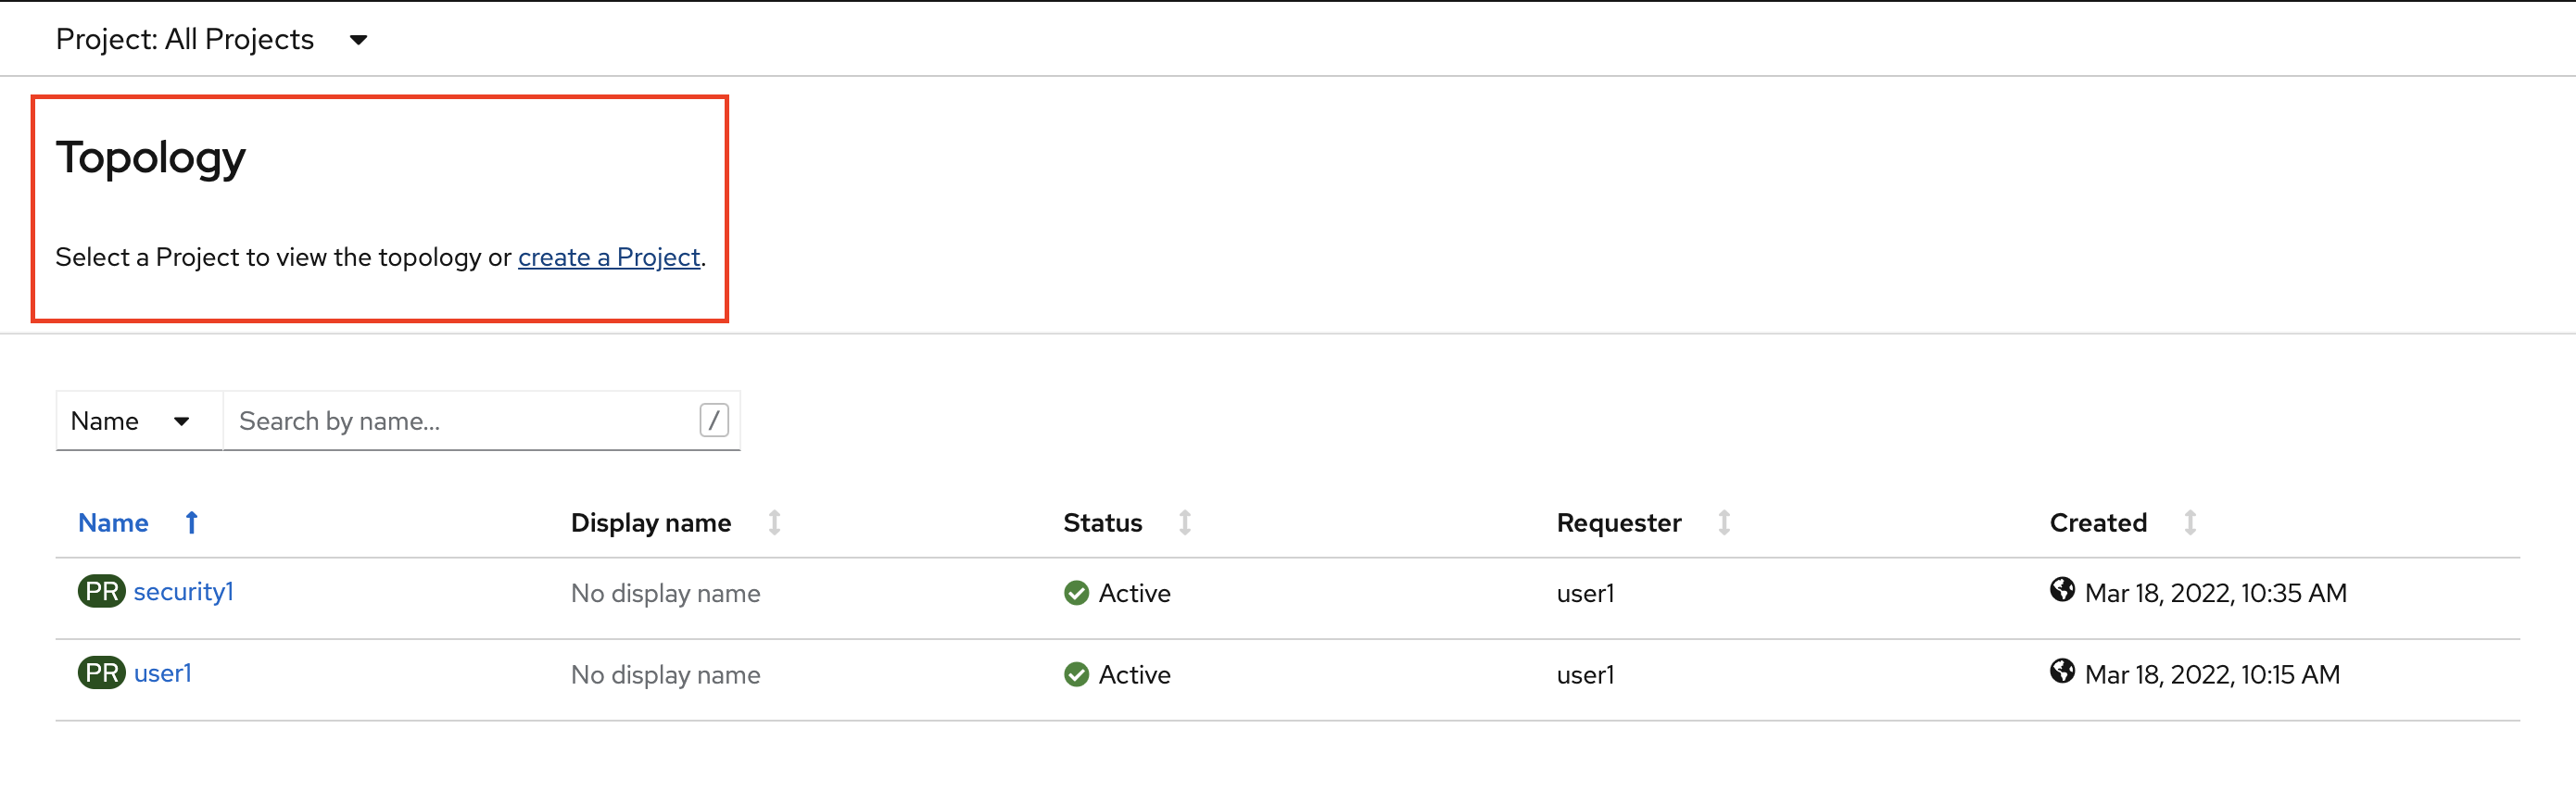 Project: All Projects
Topology
Select a Project to view the topology or create a Project.
Name Search by name... /
Name Display name Status Requester Created
PR security1 No display name Active user1 Mar 18, 2022, 10:35 AM
PR user1 No display name Active user1 Mar 18, 2022, 10:15 AM